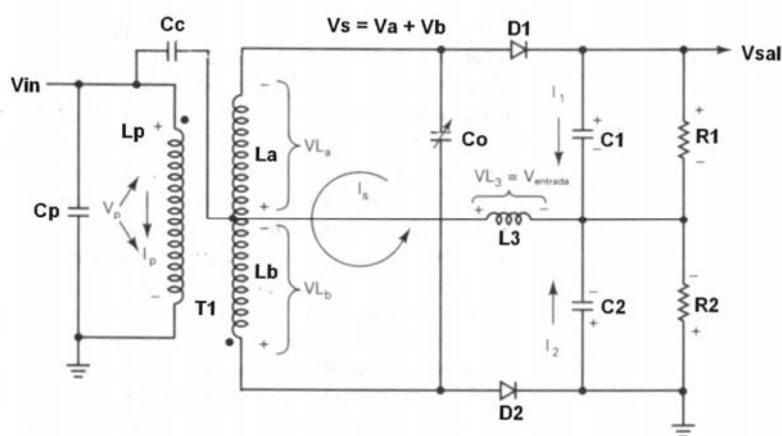 Cc
Vs = Va + Vb
D1
Vsal
Vin
+
Lp
Vp
Ip
Cp
-
T1
-
La
VLa
+
-
Lb
VLb
+
Is
Co
I1
+
-
C1
+
R1
-
VL3 = Ventrada
+
-
L3
I2
-
C2
+
-
R2
+
D2